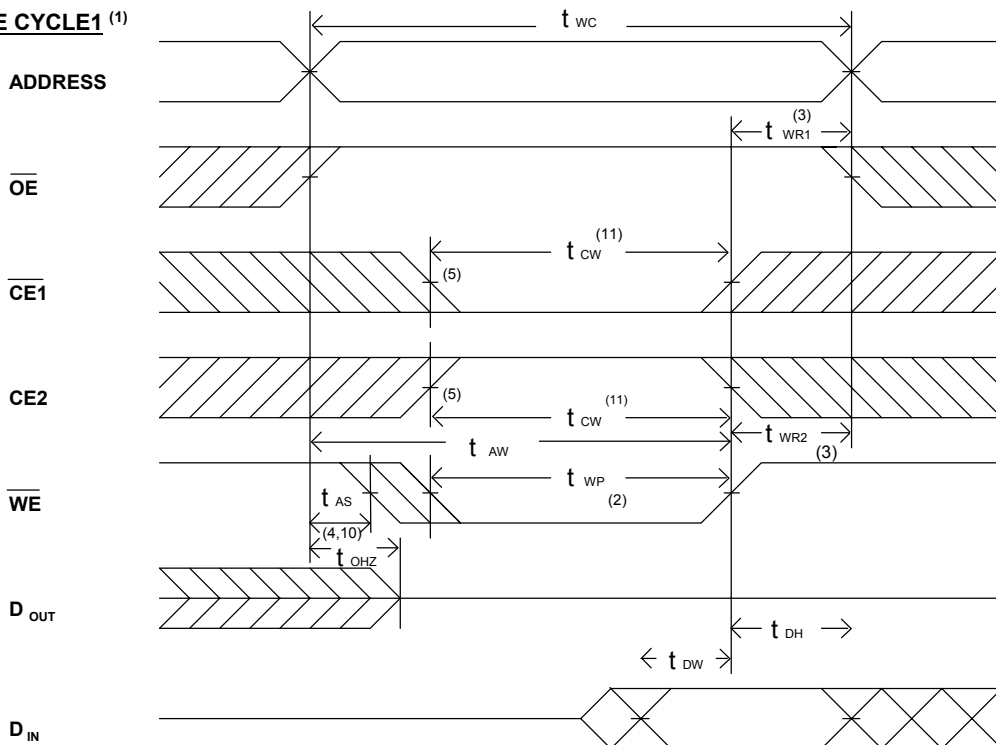 E CYCLE1 (1)
t WC
ADDRESS
(3)
t WR1
OE
(11)
t CW
(5)
CE1
CE2
(5)
(11)
t CW
t AW
t WR2
(3)
t WP
(2)
WE
t AS
(4,10)
t OHZ
D OUT
t DH
t DW
D IN